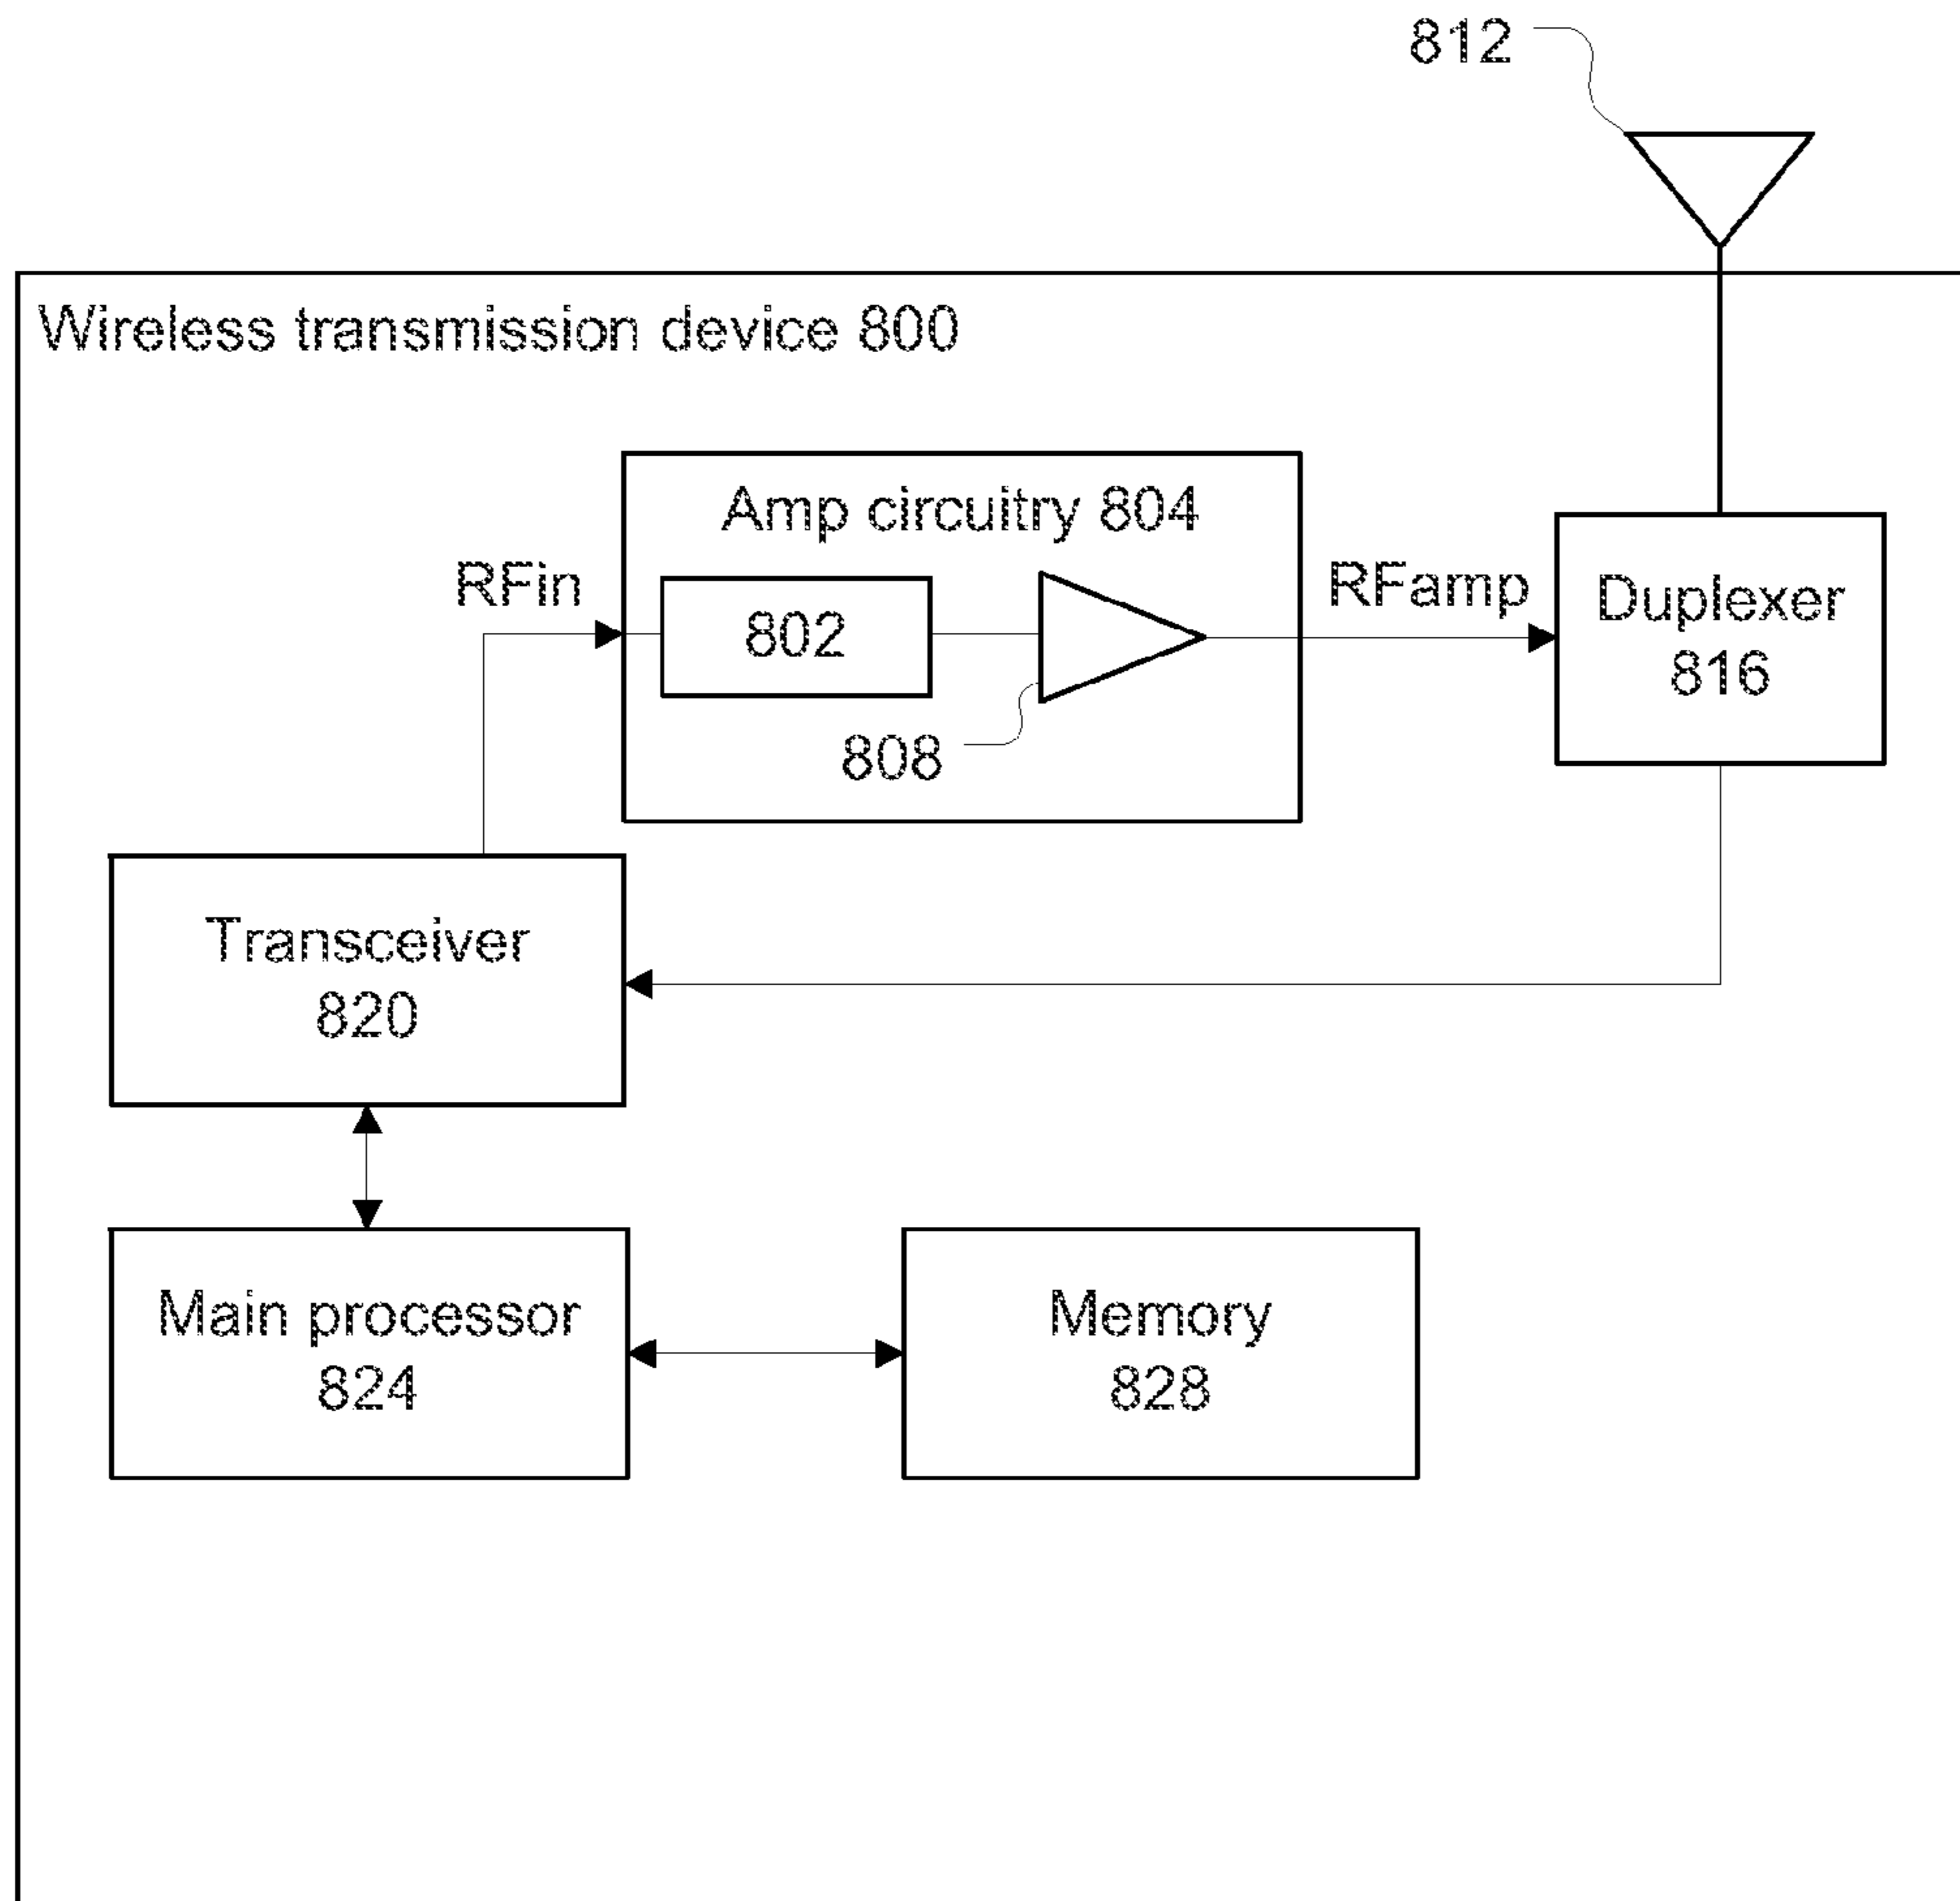 812
Wireless transmission device 800
Amp circuitry 804
RFin
802
808
RFamp
Duplexer
816
Transceiver
820
Main processor
824
Memory
828